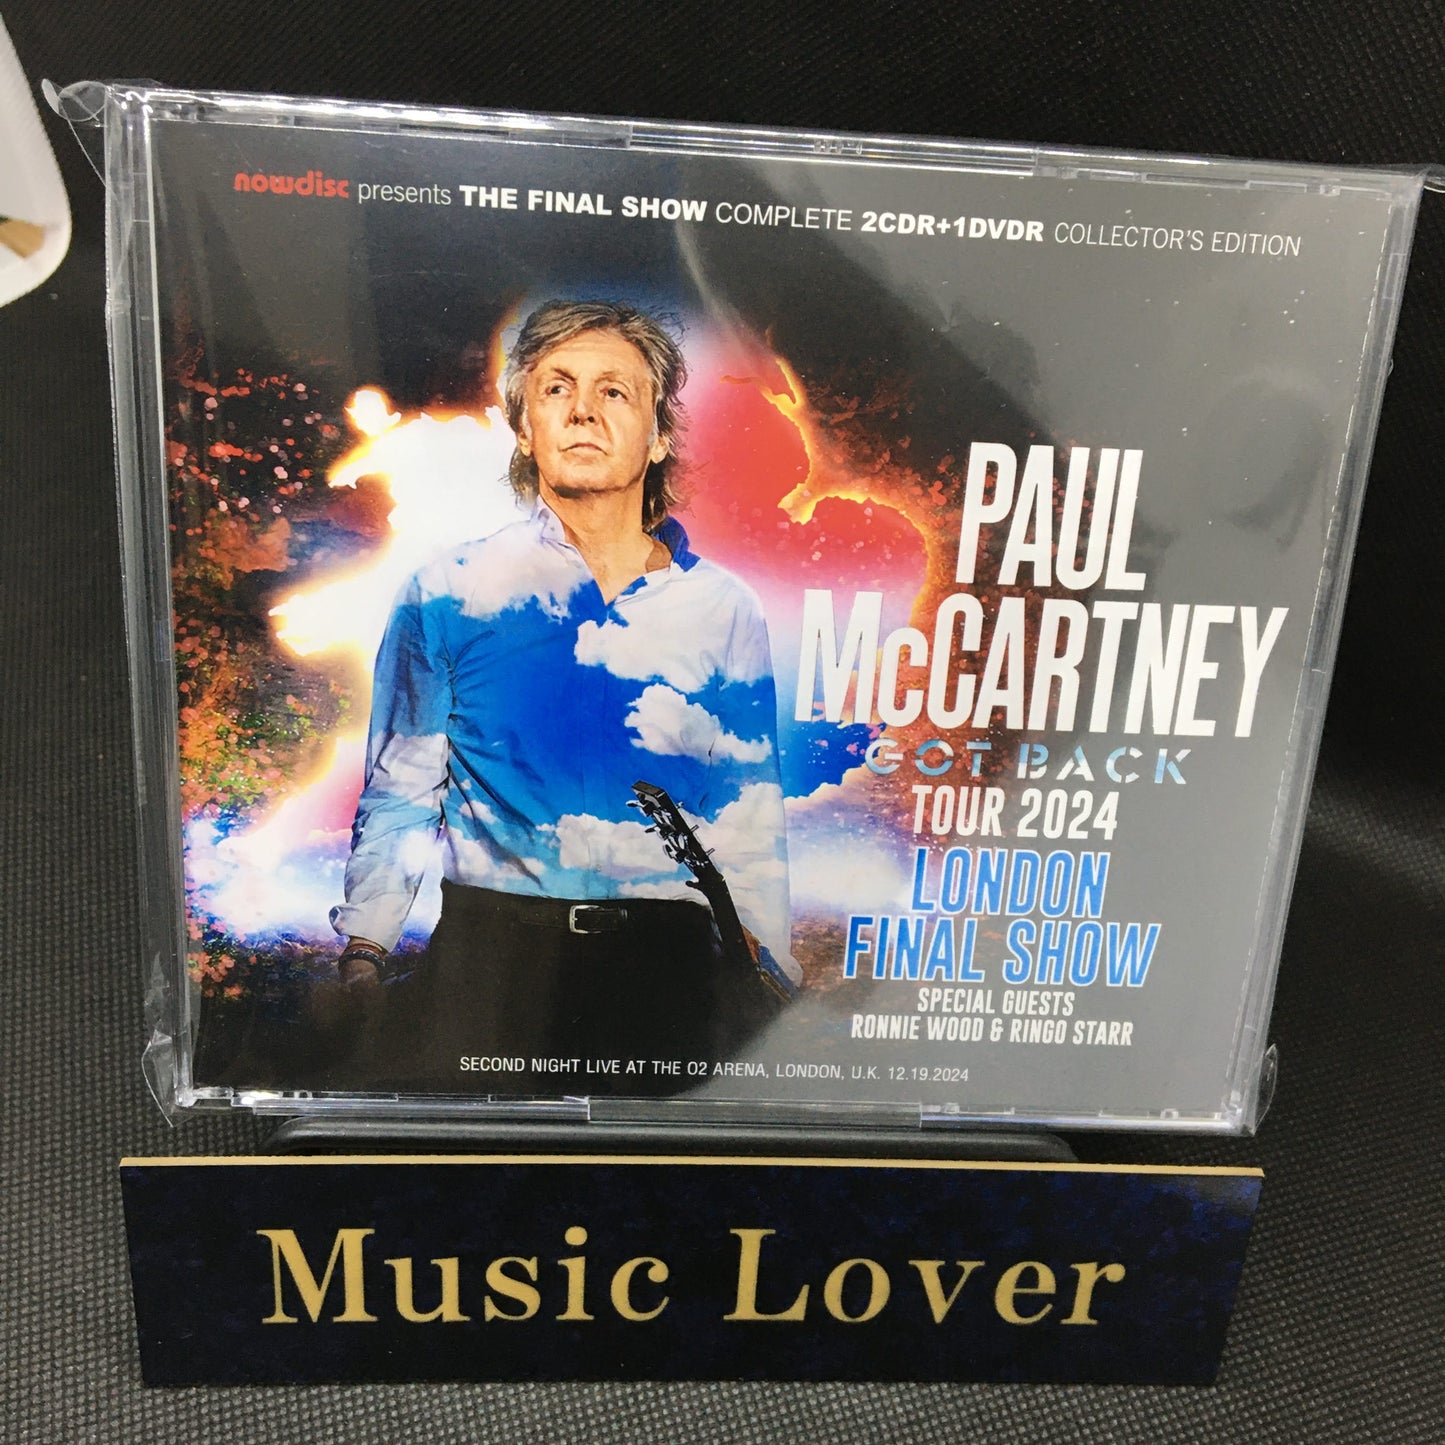 nowdisc presents THE FINAL SHOW COMPLETE 2CDR+1DVDR COLLECTOR'S EDITION
PAUL
McCARTNEY
GOT BACK
TOUR 2024
LONDON
FINAL SHOW
SPECIAL GUESTS
RONNIE WOOD & RINGO STARR
SECOND NIGHT LIVE AT THE O2 ARENA, LONDON, U.K. 12.19.2024
Music Lover